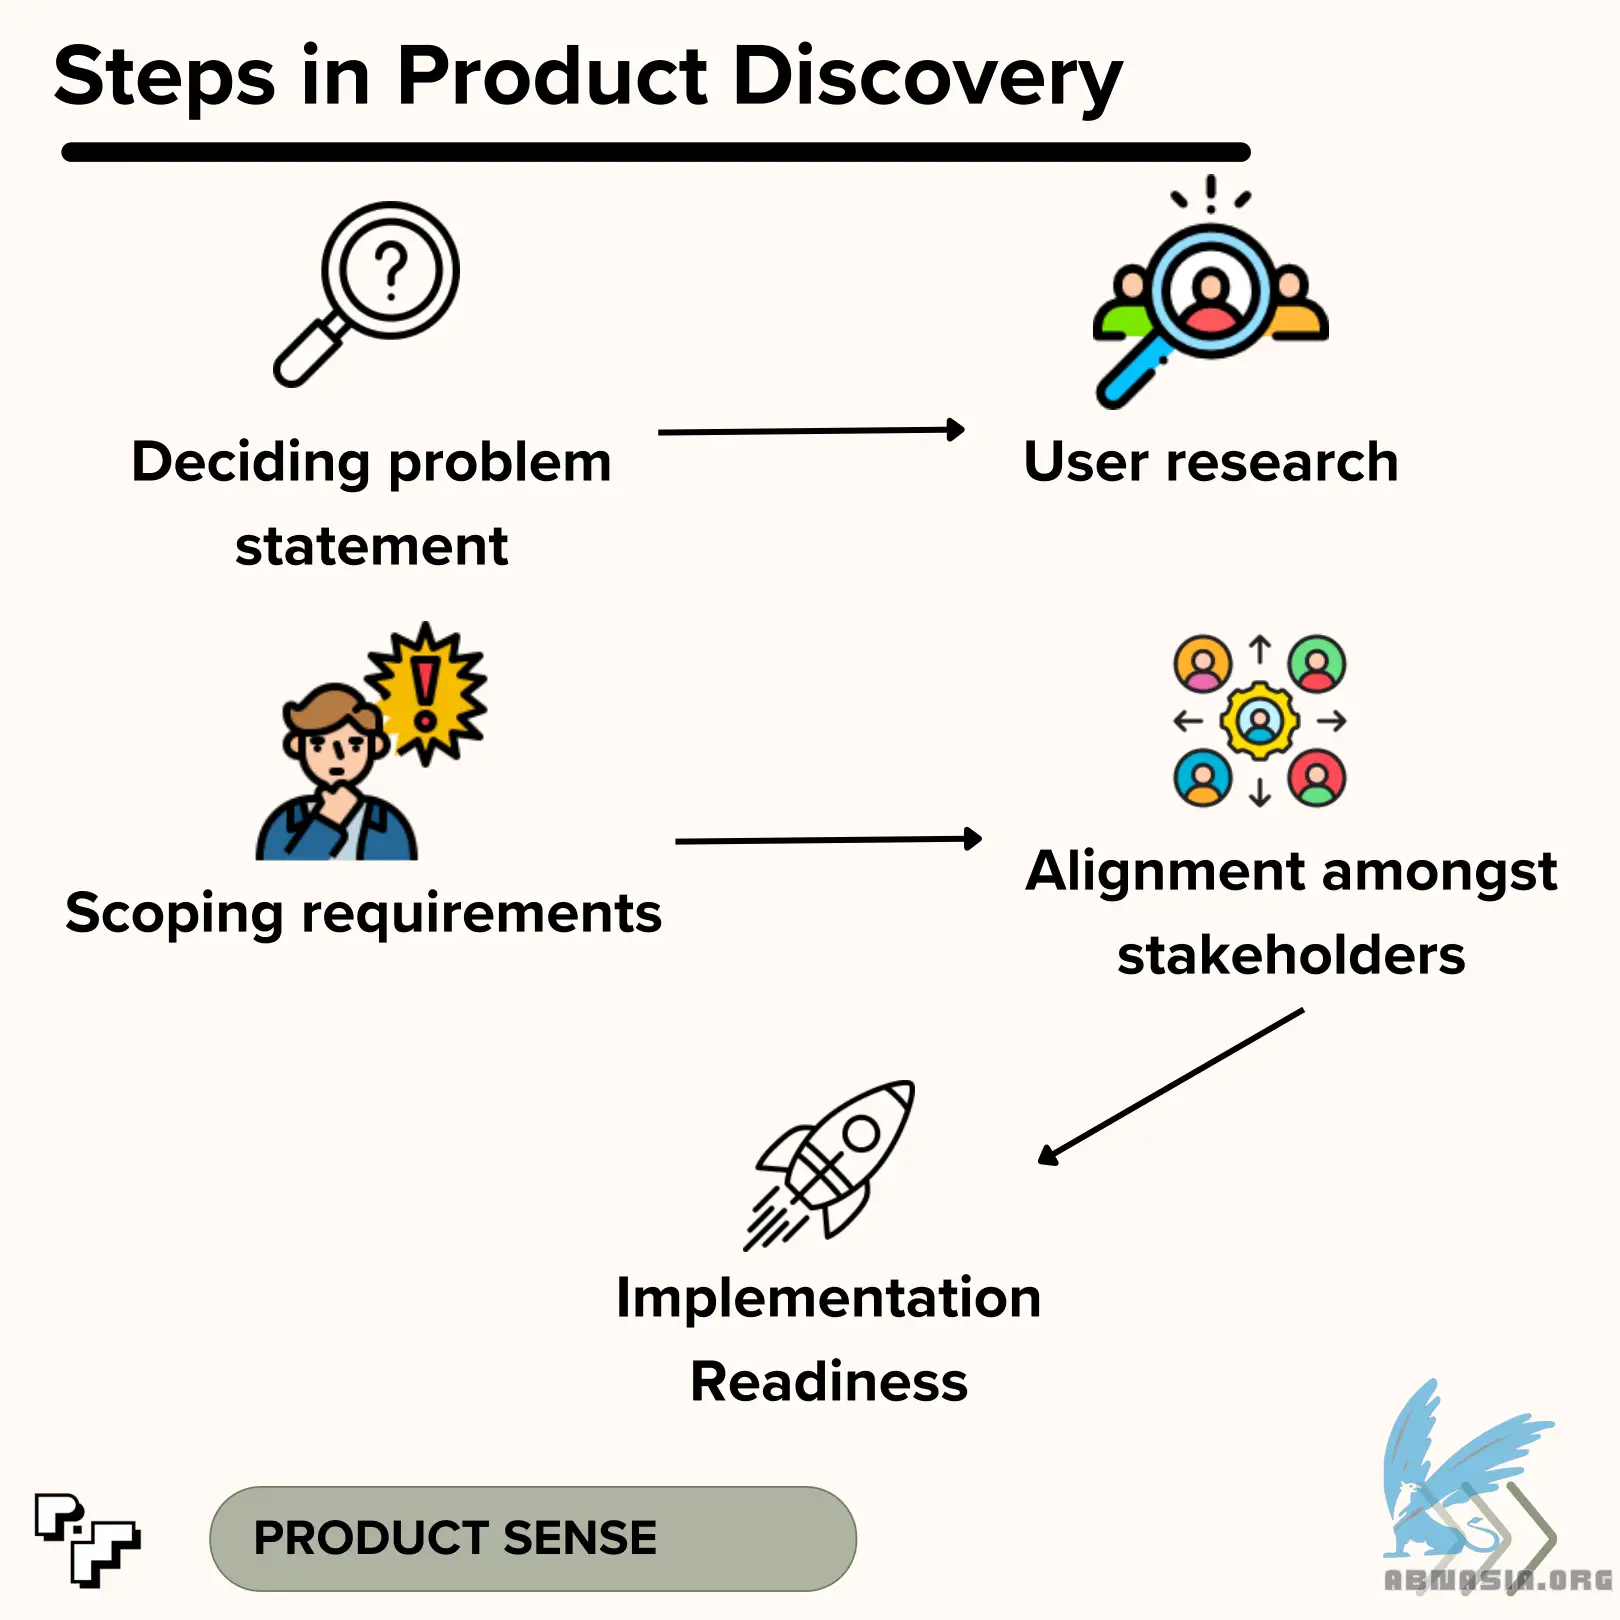 Steps in Product Discovery
Deciding problem
statement
User research
Scoping requirements
Alignment amongst
stakeholders
Implementation
Readiness
PRODUCT SENSE
ABMASIA.ORG